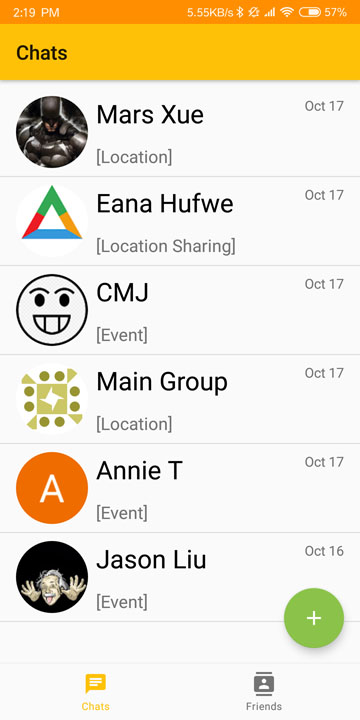 2:19 PM 5.55KB/s 57%
Chats
Mars Xue Oct 17
[Location]
Eana Hufwe Oct 17
[Location Sharing]
CMJ Oct 17
[Event]
Main Group Oct 17
[Location]
A
Annie T Oct 17
[Event]
Jason Liu Oct 16
[Event]
+
Chats Friends